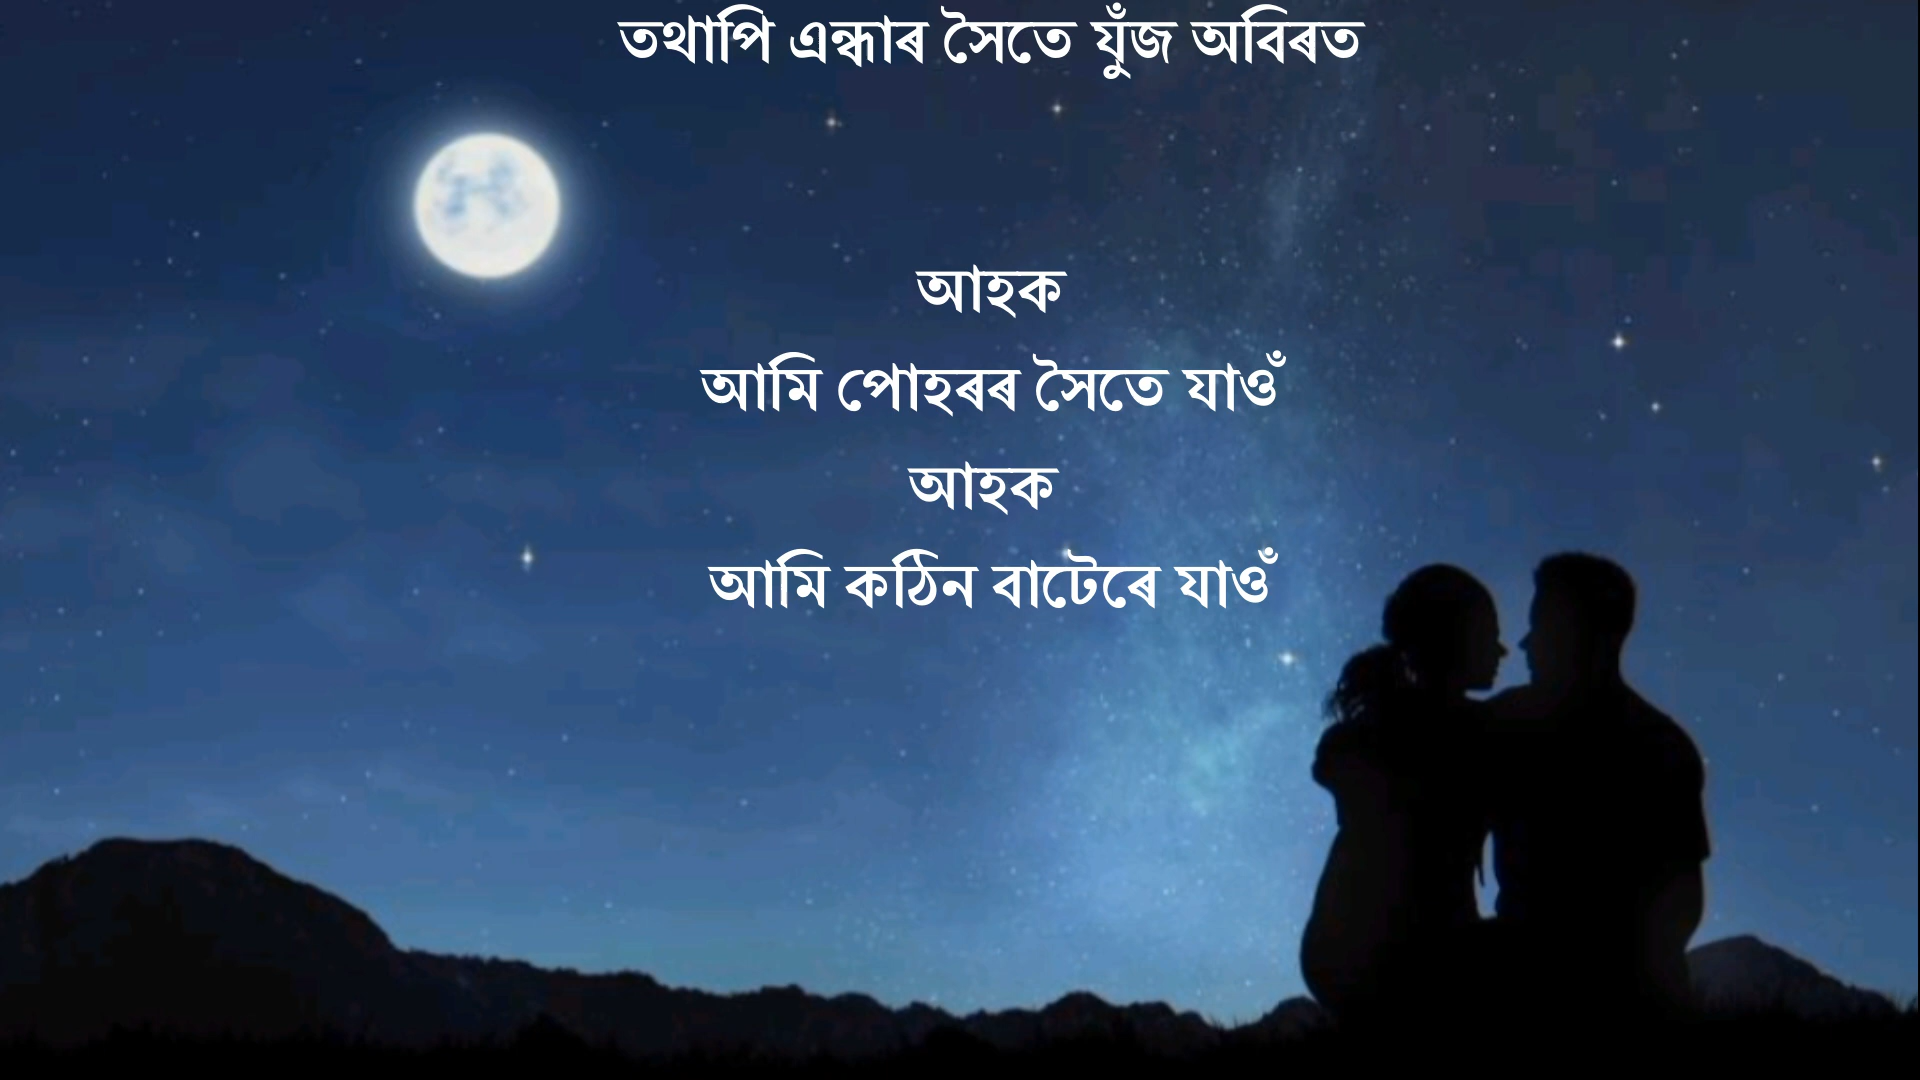 তথাপি এন্ধাৰ সৈতে যুঁজ অবিৰত
আহক
আমি পোহৰৰ সৈতে যাওঁ
আহক
আমি কঠিন বাটেৰে যাওঁ